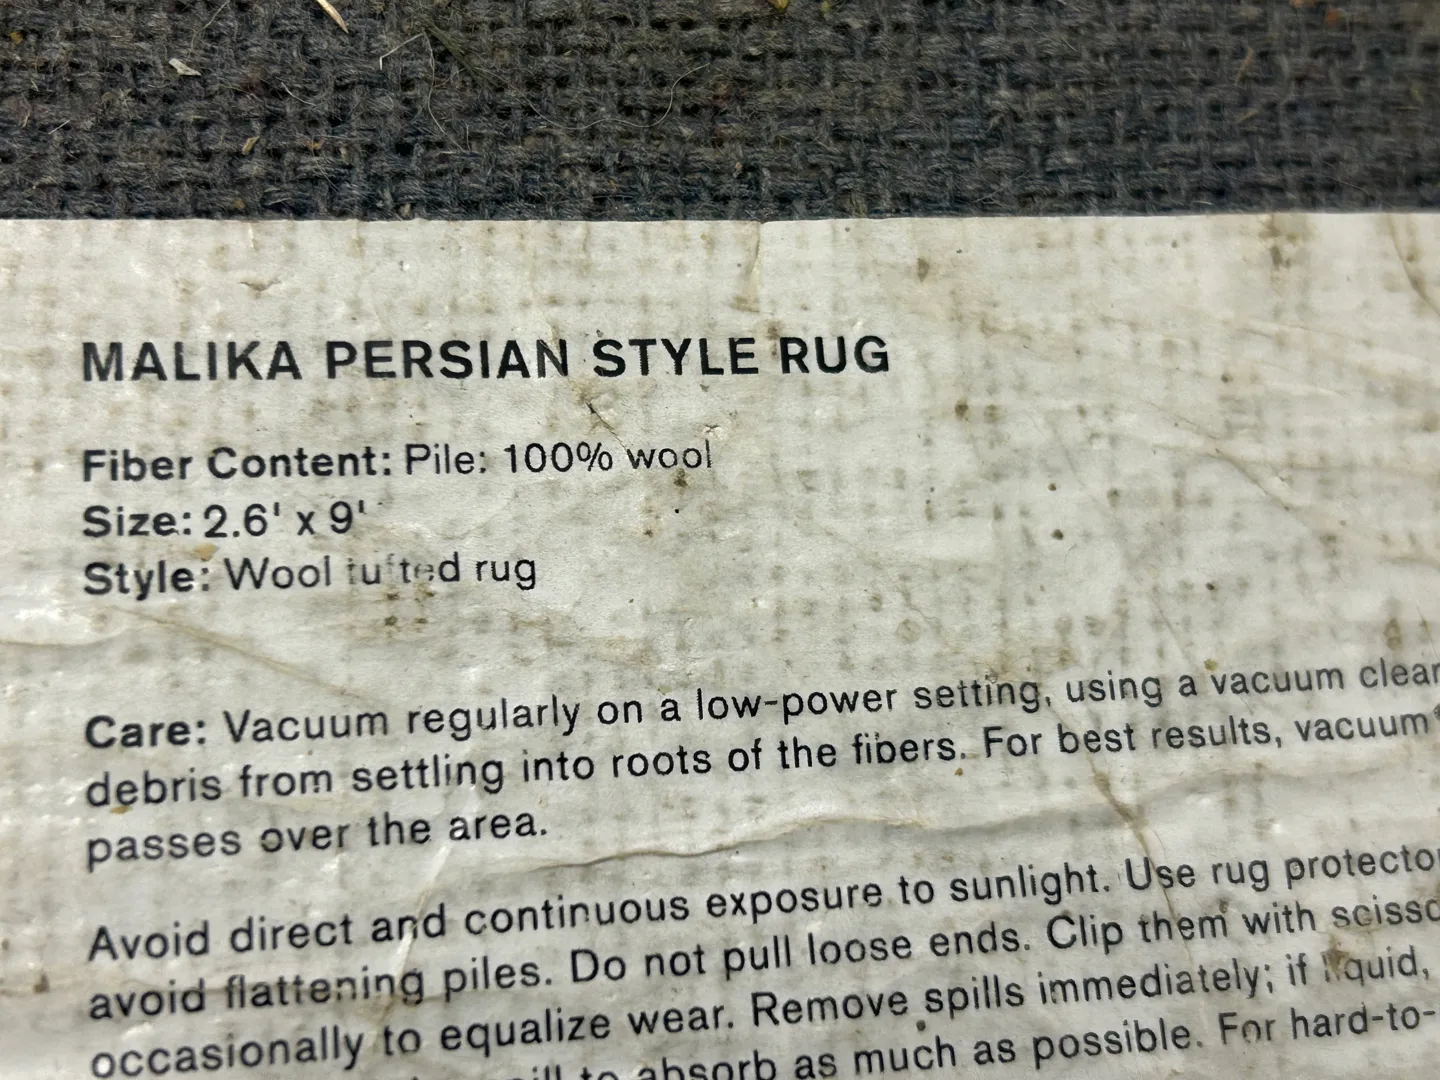 MALIKA PERSIAN STYLE RUG
Fiber Content: Pile: 100% wool
Size: 2.6' x 9'
Style: Wool tufted rug
Care: Vacuum regularly on a low-power setting, using a vacuum
debris from settling into roots of the fibers. For best results, vacuum
passes over the area.
Avoid direct and continuous exposure to sunlight. Use rug
avoid flattening piles. Do not pull loose ends. Clip them with
occasionally to equalize wear. Remove spills immediately; if liquid,
to absorb as much as possible. For hard-to-